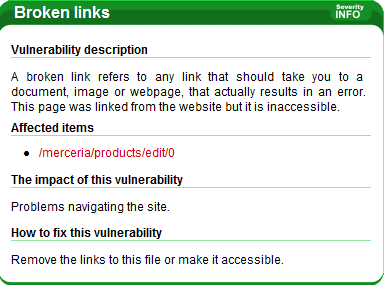 Broken links
Severity
INFO
Vulnerability description
A broken link refers to any link that should take you to a
document, image or webpage, that actually results in an error.
This page was linked from the website but it is inaccessible.
Affected items
● /merceria/products/edit/0
The impact of this vulnerability
Problems navigating the site.
How to fix this vulnerability
Remove the links to this file or make it accessible.